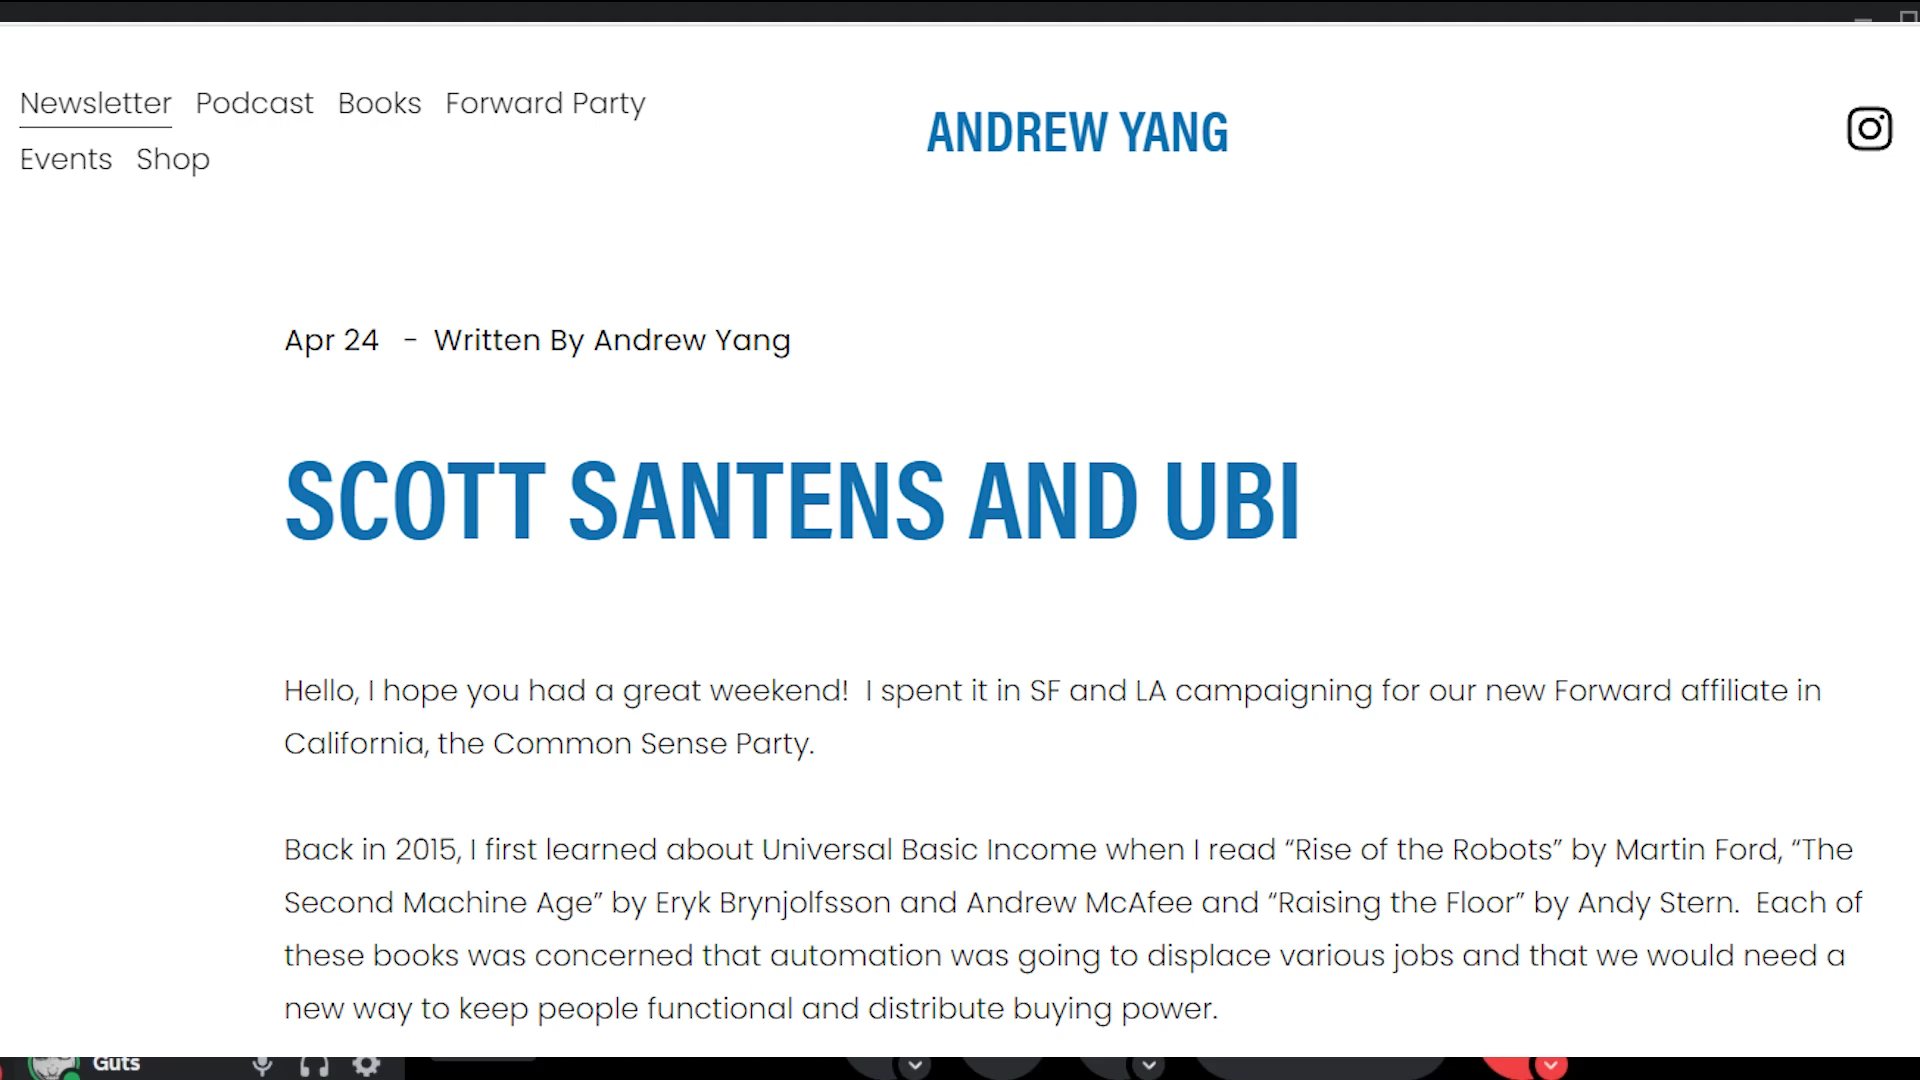 Newsletter Podcast Books Forward Party
Events Shop
ANDREW YANG
Apr 24 - Written By Andrew Yang
SCOTT SANTENS AND UBI
Hello, I hope you had a great weekend! I spent it in SF and LA campaigning for our new Forward affiliate in
California, the Common Sense Party.
Back in 2015, I first learned about Universal Basic Income when I read “Rise of the Robots” by Martin Ford, “The
Second Machine Age” by Eryk Brynjolfsson and Andrew McAfee and “Raising the Floor” by Andy Stern. Each of
these books was concerned that automation was going to displace various jobs and that we would need a
new way to keep people functional and distribute buying power.
Guts